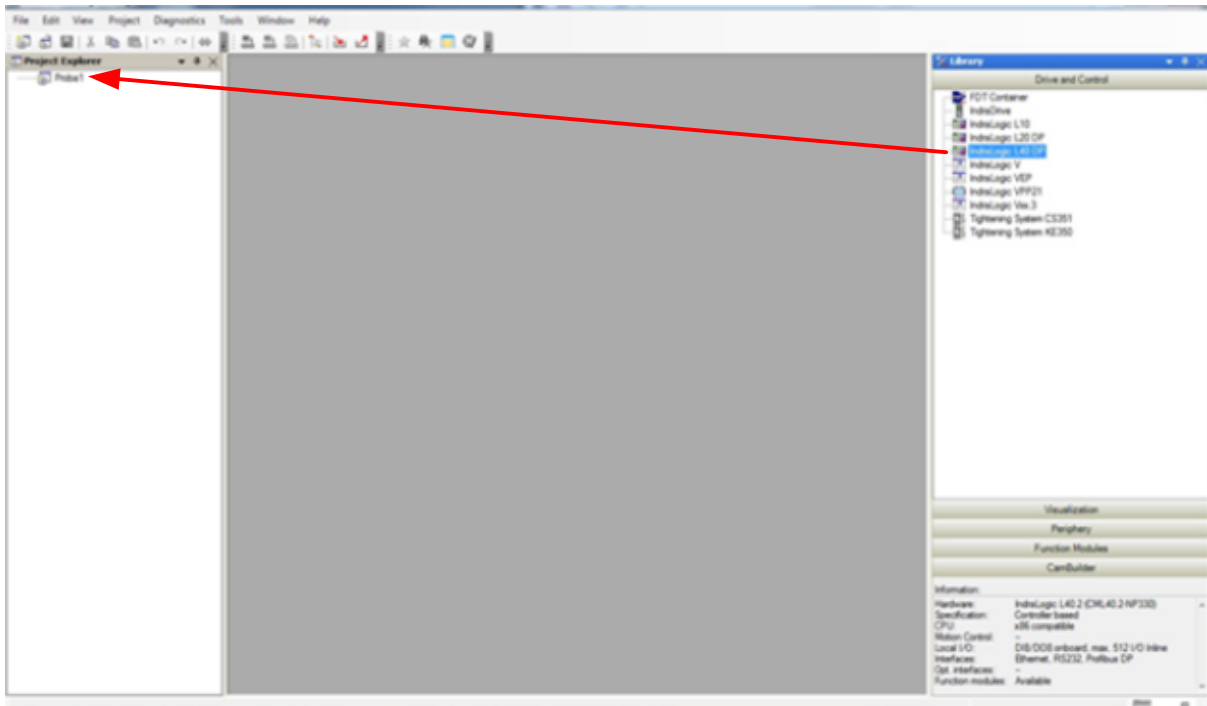 File Edit View Project Diagnostics Tools Window Help
Project Explorer
Probe1
Library
Drive and Control
FDT Container
IndraDrive
IndraLogic L10
IndraLogic L20 DP
IndraLogic L40 DP
IndraLogic V
IndraLogic VEP
IndraLogic VPP21
IndraLogic Vxx.3
Tightening System CS351
Tightening System KE350
Visualization
Periphery
Function Modules
CamBuilder
Information:
Hardware: IndraLogic L40.2 (CML40.2-NP330)
Specification: Controller based
CPU: x86 compatible
Motion Control: --
Local I/O: DI8/DO8 onboard, max. 512 I/O Inline
Interfaces: Ethernet, RS232, Profibus DP
Opt. interfaces: --
Function modules: Available